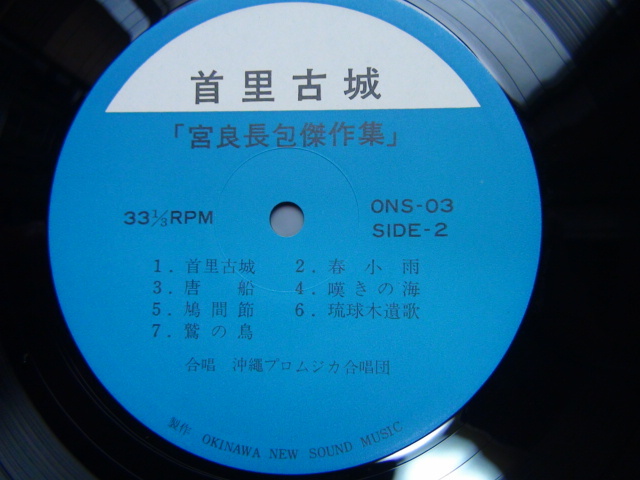 首里古城
「宮良長包傑作集」
33⅓RPM
ONS-03
SIDE-2
1．首里古城 2．春小雨
3．唐船 4．嘆きの海
5．鳩間節 6．琉球木遣歌
7．鷲の鳥
合唱 沖縄プロムジカ合唱団
製作 OKINAWA NEW SOUND MUSIC